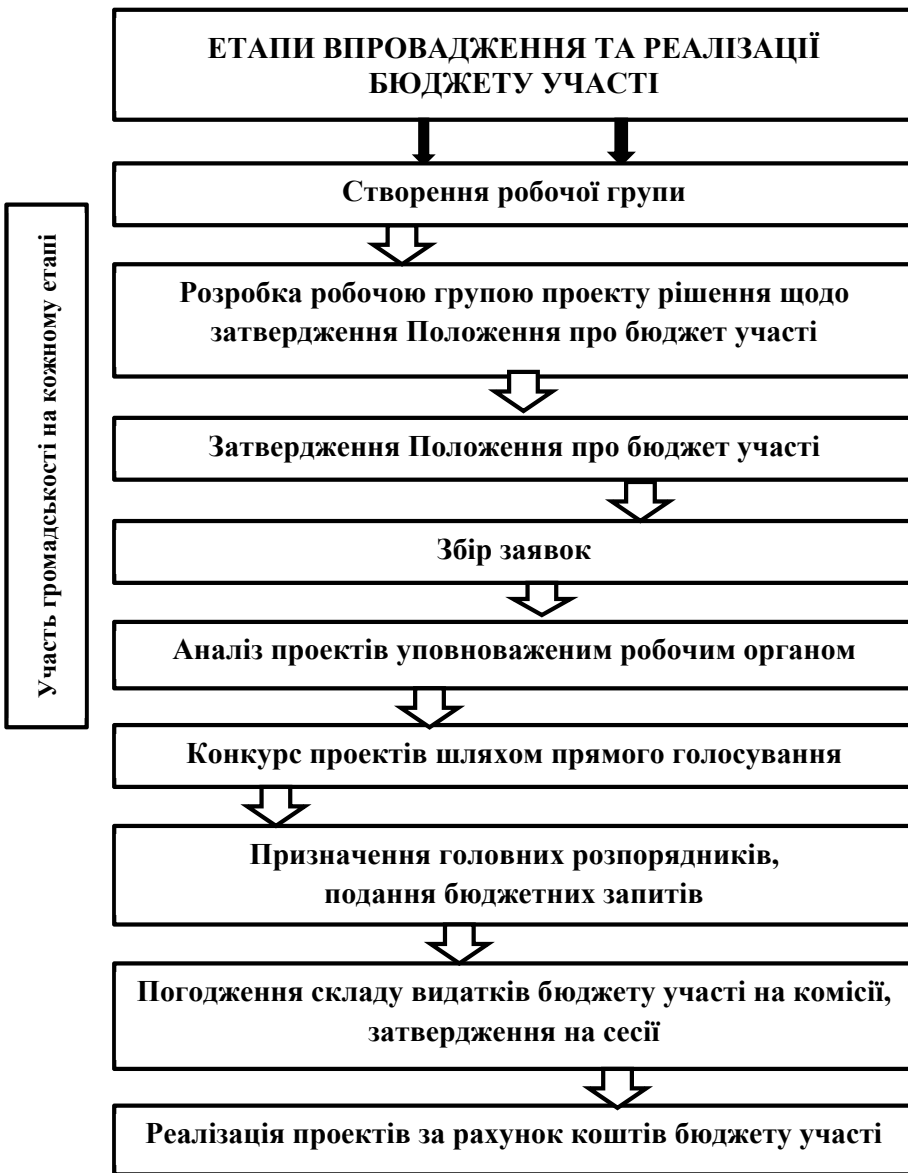 ЕТАПИ ВПРОВАДЖЕННЯ ТА РЕАЛІЗАЦІЇ
БЮДЖЕТУ УЧАСТІ
Створення робочої групи
Участь громадськості на кожному етапі
Розробка робочою групою проекту рішення щодо
затвердження Положення про бюджет участі
Затвердження Положення про бюджет участі
Збір заявок
Аналіз проектів уповноваженим робочим органом
Конкурс проектів шляхом прямого голосування
Призначення головних розпорядників,
подання бюджетних запитів
Погодження складу видатків бюджету участі на комісії,
затвердження на сесії
Реалізація проектів за рахунок коштів бюджету участі